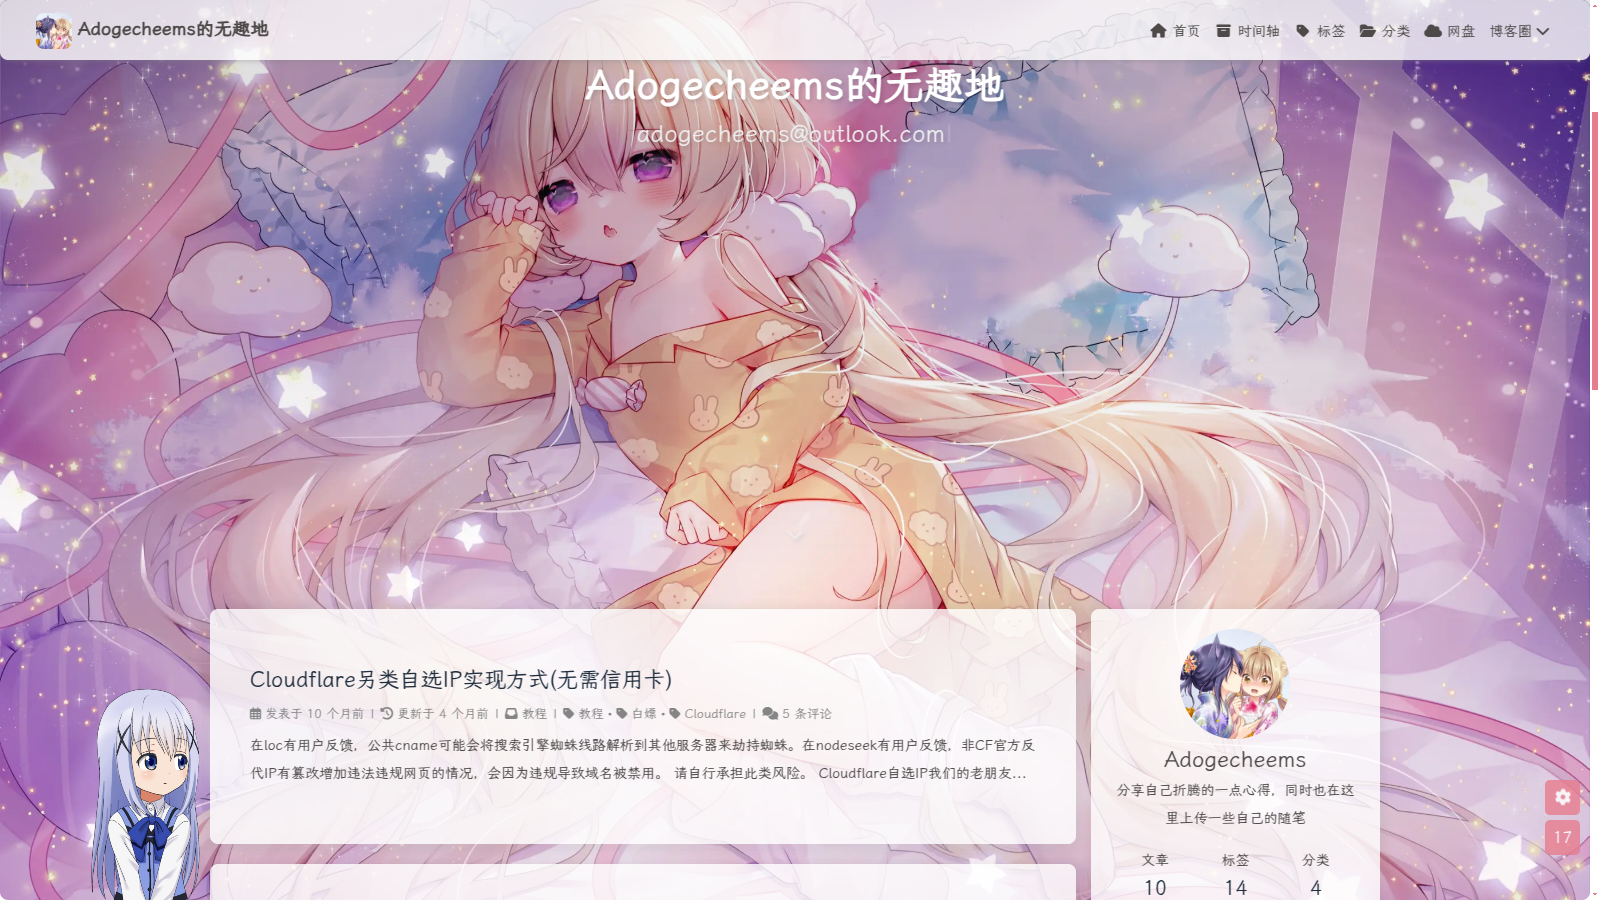 Adogecheems的无趣地
首页 时间轴 标签 分类 网盘 博客圈
Adogecheems的无趣地
adogecheems@outlook.com
Cloudflare另类自选IP实现方式(无需信用卡)
发表于 10 个月前 | 更新于 4 个月前 | 教程 | 教程 • 白嫖 • Cloudflare | 5 条评论
在loc有用户反馈，公共cname可能会将搜索引擎蜘蛛线路解析到其他服务器来劫持蜘蛛。在nodeseek有用户反馈，非CF官方反
代IP有篡改增加违法违规网页的情况，会因为违规导致域名被禁用。 请自行承担此类风险。 Cloudflare自选IP我们的老朋友...
Adogecheems
分享自己折腾的一点心得，同时也在这
里上传一些自己的随笔
文章 标签 分类
10 14 4
17